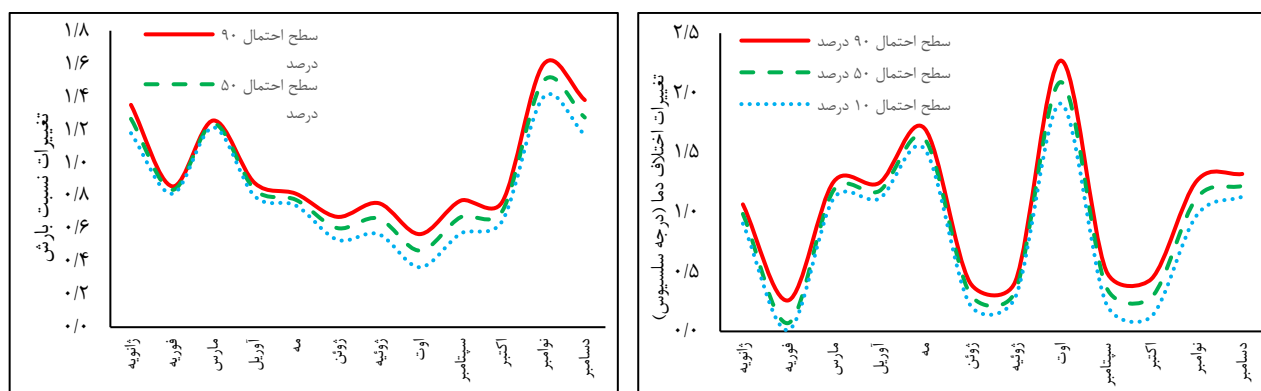 تغییرات نسبت بارش
۱/۸
۱/۶
۱/۴
۱/۲
۱/۰
۰/۸
۰/۶
۰/۴
۰/۲
۰/۰
سطح احتمال ۹۰
درصد
سطح احتمال ۵۰
درصد
ژانویه
فوریه
مارس
آوریل
مه
ژوئن
ژوئیه
اوت
سپتامبر
اکتبر
نوامبر
دسامبر
تغییرات اختلاف دما (درجه سلسیوس)
۲/۵
۲/۰
۱/۵
۱/۰
۰/۵
۰/۰
سطح احتمال ۹۰ درصد
سطح احتمال ۵۰ درصد
سطح احتمال ۱۰ درصد
ژانویه
فوریه
مارس
آوریل
مه
ژوئن
ژوئیه
اوت
سپتامبر
اکتبر
نوامبر
دسامبر